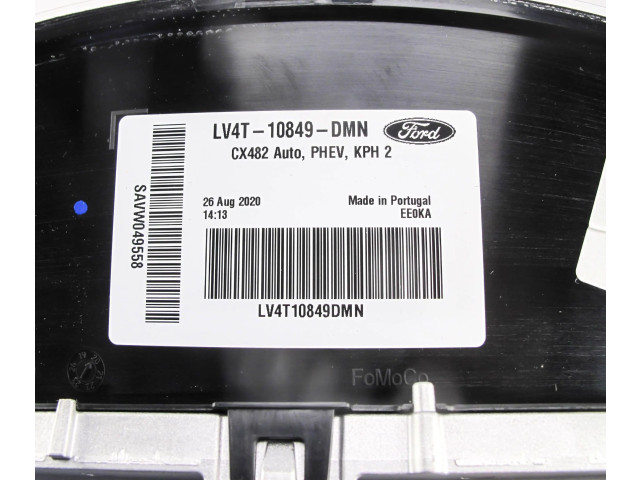 LV4T-10849-DMN Ford
CX482 Auto, PHEV, KPH 2
SAVW049558
26 Aug 2020 Made in Portugal
14:13 EE0KA
LV4T10849DMN
FoMoCo